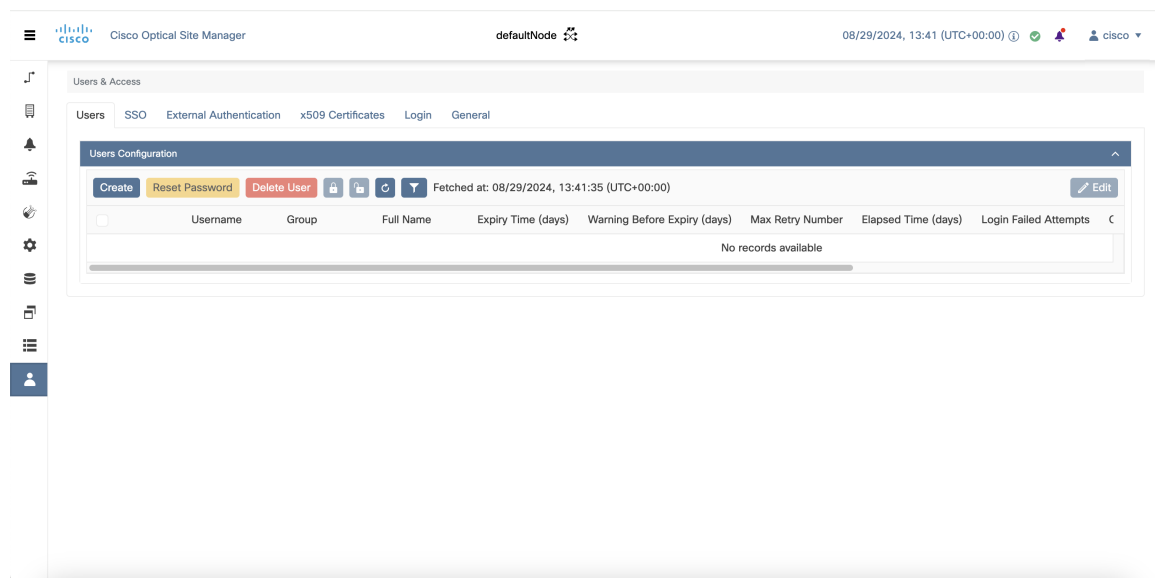 cisco Cisco Optical Site Manager defaultNode 08/29/2024, 13:41 (UTC+00:00) cisco
Users & Access
Users SSO External Authentication x509 Certificates Login General
Users Configuration
Create Reset Password Delete User Fetched at: 08/29/2024, 13:41:35 (UTC+00:00) Edit
Username Group Full Name Expiry Time (days) Warning Before Expiry (days) Max Retry Number Elapsed Time (days) Login Failed Attempts
No records available